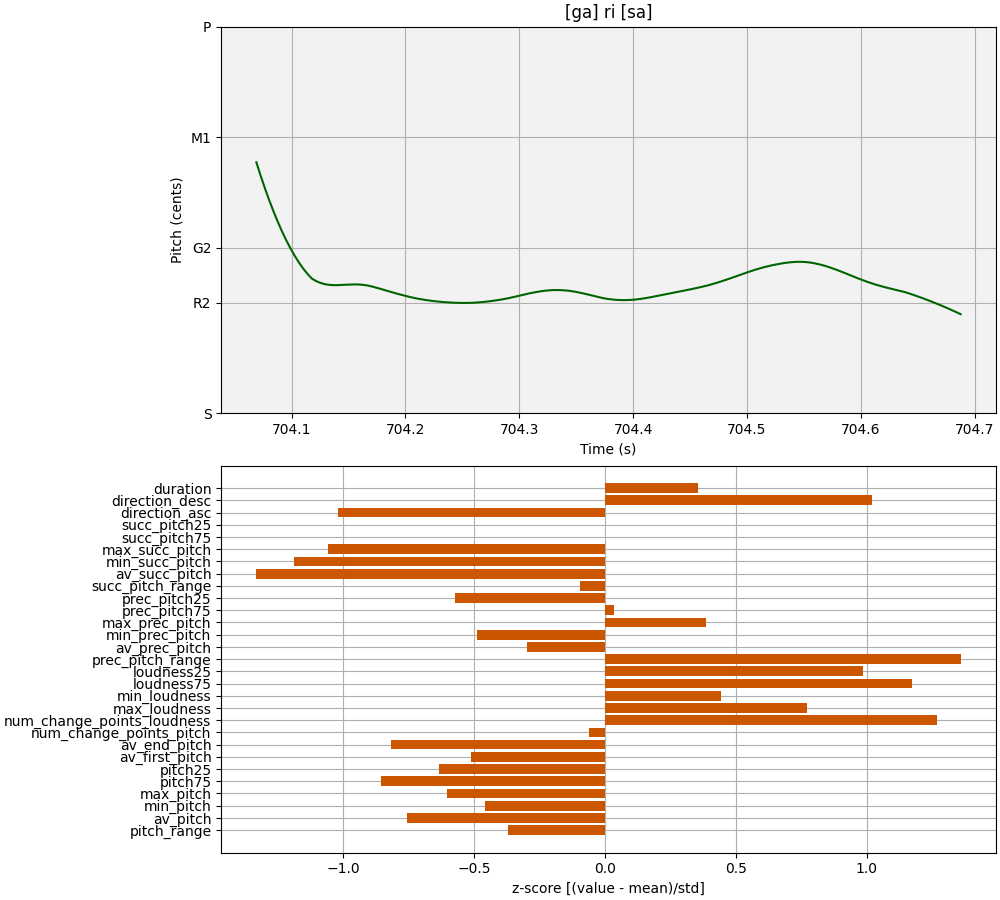 [ga] ri [sa]
P
M1
G2
R2
S
Pitch (cents)
704.1 704.2 704.3 704.4 704.5 704.6 704.7
Time (s)
duration
direction_desc
direction_asc
succ_pitch25
succ_pitch75
max_succ_pitch
min_succ_pitch
av_succ_pitch
succ_pitch_range
prec_pitch25
prec_pitch75
max_prec_pitch
min_prec_pitch
av_prec_pitch
prec_pitch_range
loudness25
loudness75
min_loudness
max_loudness
num_change_points_loudness
num_change_points_pitch
av_end_pitch
av_first_pitch
pitch25
pitch75
max_pitch
min_pitch
av_pitch
pitch_range
−1.0 −0.5 0.0 0.5 1.0
z-score [(value - mean)/std]